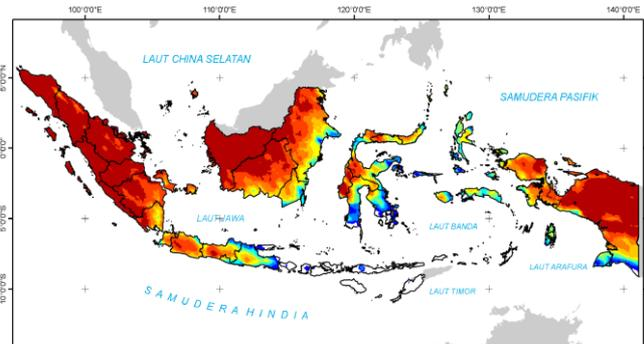 100°0'0"E 110°0'0"E 120°0'0"E 130°0'0"E 140°0'0"E
5°0'0"N
0°0'0"
5°0'0"S
10°0'0"S
LAUT CHINA SELATAN
SAMUDERA PASIFIK
LAUT JAWA
LAUT BANDA
LAUT ARAFURA
LAUT TIMOR
SAMUDERA HINDIA